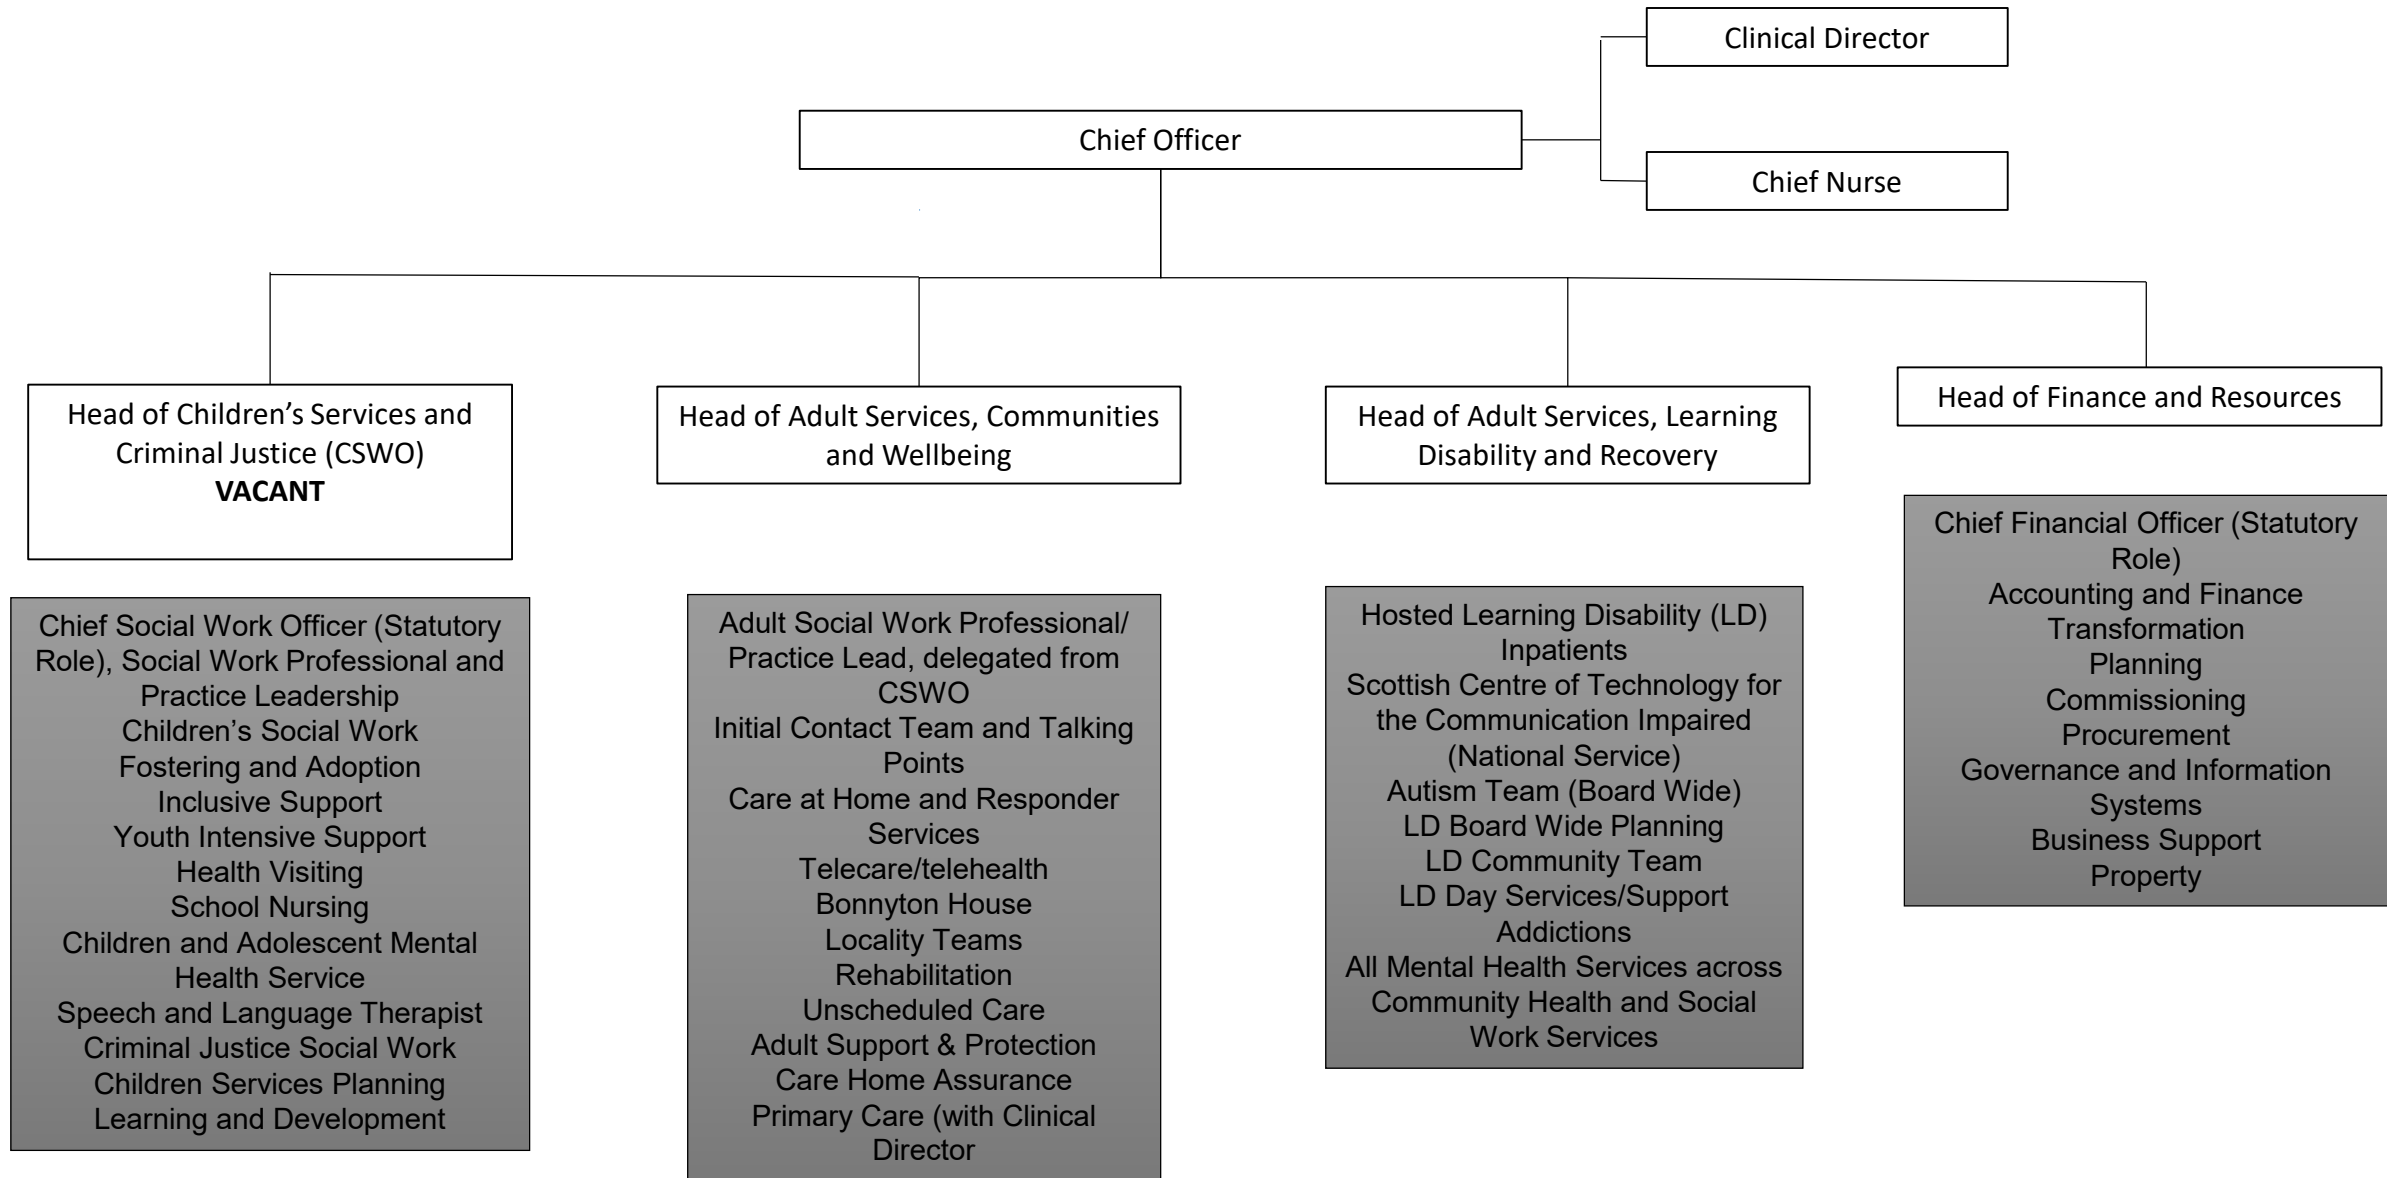 Clinical Director
Chief Officer
Chief Nurse
Head of Children’s Services and
Criminal Justice (CSWO)
VACANT
Head of Adult Services, Communities
and Wellbeing
Head of Adult Services, Learning
Disability and Recovery
Head of Finance and Resources
Chief Social Work Officer (Statutory
Role), Social Work Professional and
Practice Leadership
Children’s Social Work
Fostering and Adoption
Inclusive Support
Youth Intensive Support
Health Visiting
School Nursing
Children and Adolescent Mental
Health Service
Speech and Language Therapist
Criminal Justice Social Work
Children Services Planning
Learning and Development
Adult Social Work Professional/
Practice Lead, delegated from
CSWO
Initial Contact Team and Talking
Points
Care at Home and Responder
Services
Telecare/telehealth
Bonnyton House
Locality Teams
Rehabilitation
Unscheduled Care
Adult Support & Protection
Care Home Assurance
Primary Care (with Clinical
Director
Hosted Learning Disability (LD)
Inpatients
Scottish Centre of Technology for
the Communication Impaired
(National Service)
Autism Team (Board Wide)
LD Board Wide Planning
LD Community Team
LD Day Services/Support
Addictions
All Mental Health Services across
Community Health and Social
Work Services
Chief Financial Officer (Statutory
Role)
Accounting and Finance
Transformation
Planning
Commissioning
Procurement
Governance and Information
Systems
Business Support
Property